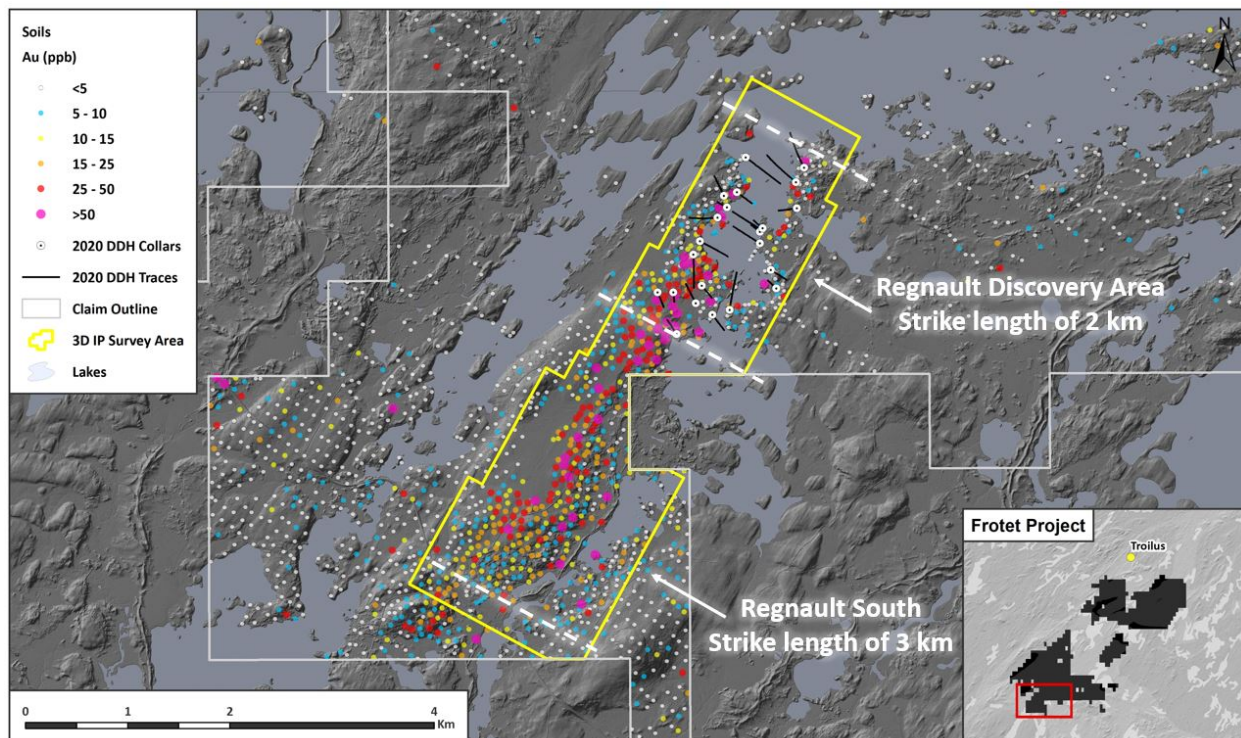 Soils
Au (ppb)
<5
5 - 10
10 - 15
15 - 25
25 - 50
>50
2020 DDH Collars
2020 DDH Traces
Claim Outline
3D IP Survey Area
Lakes
N
Regnault Discovery Area
Strike length of 2 km
Regnault South
Strike length of 3 km
Frotet Project
Troilus
0 1 2 4
Km